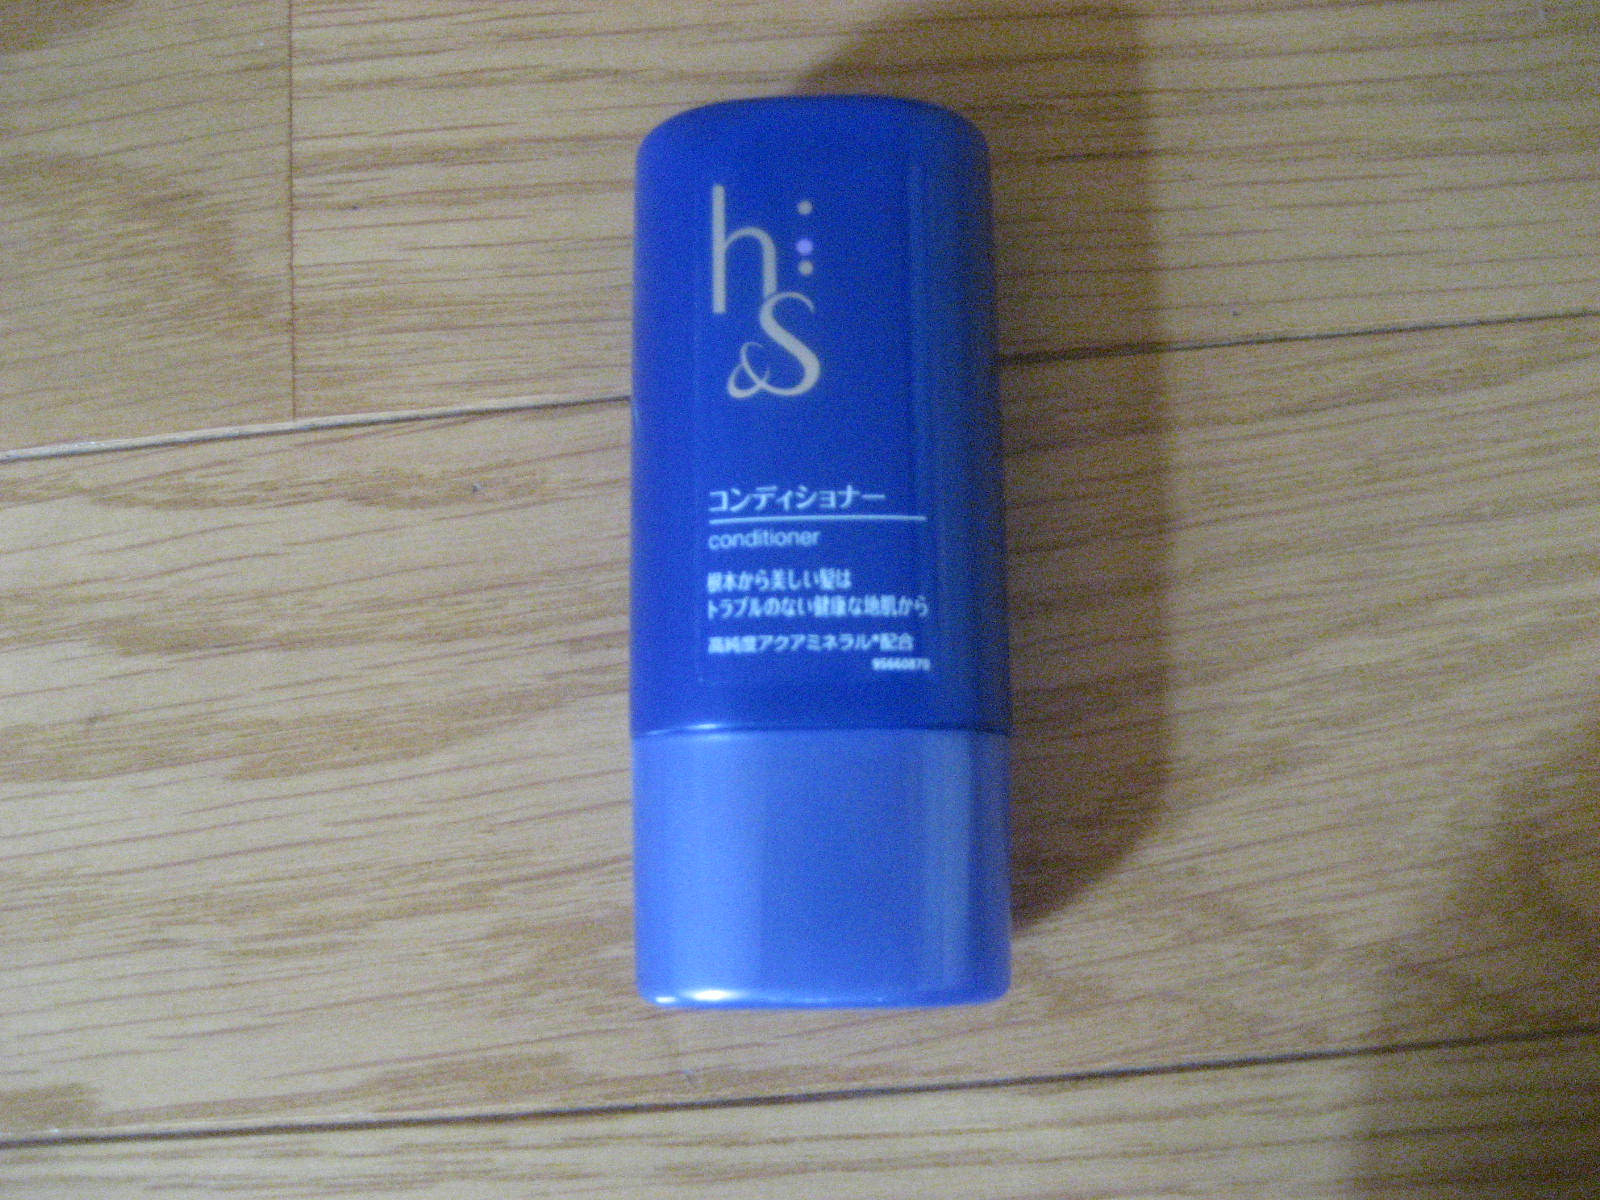 h&s
コンディショナー
conditioner
根本から美しい髪は
トラブルのない健康な地肌から
高純度アクアミネラル*配合
95660870